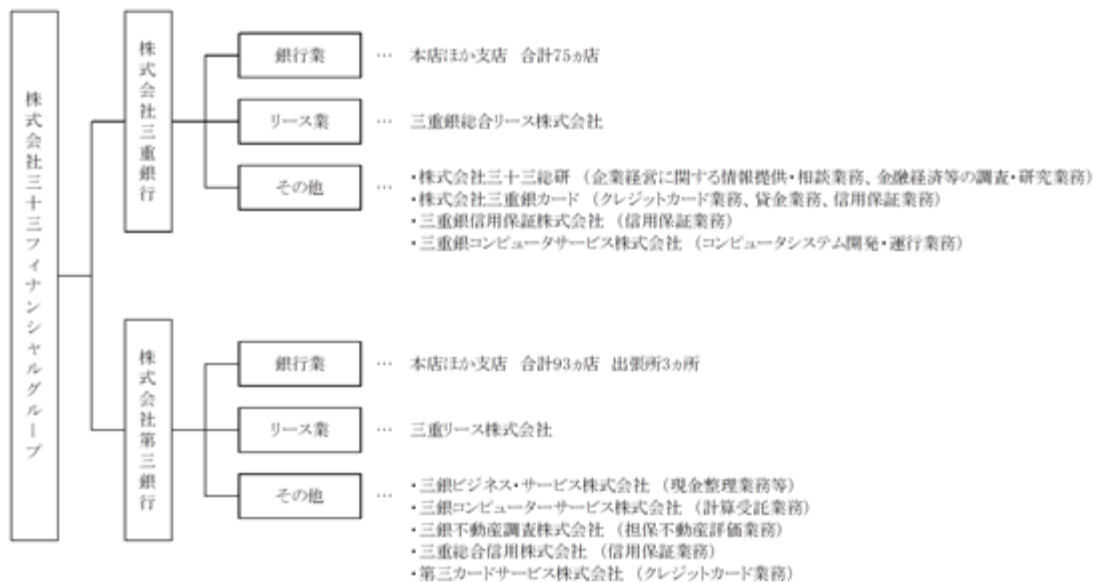 株式会社三十三フィナンシャルグループ
株式会社三重銀行
銀行業 … 本店ほか支店 合計75ヵ店
リース業 … 三重銀総合リース株式会社
その他 … ・株式会社三十三総研 （企業経営に関する情報提供・相談業務、金融経済等の調査・研究業務）
・株式会社三重銀カード （クレジットカード業務、貸金業務、信用保証業務）
・三重銀信用保証株式会社 （信用保証業務）
・三重銀コンピュータサービス株式会社 （コンピュータシステム開発・運行業務）
株式会社第三銀行
銀行業 … 本店ほか支店 合計93ヵ店 出張所3ヵ所
リース業 … 三重リース株式会社
その他 … ・三銀ビジネス・サービス株式会社 （現金整理業務等）
・三銀コンピューターサービス株式会社 （計算受託業務）
・三銀不動産調査株式会社 （担保不動産評価業務）
・三重総合信用株式会社 （信用保証業務）
・第三カードサービス株式会社 （クレジットカード業務）